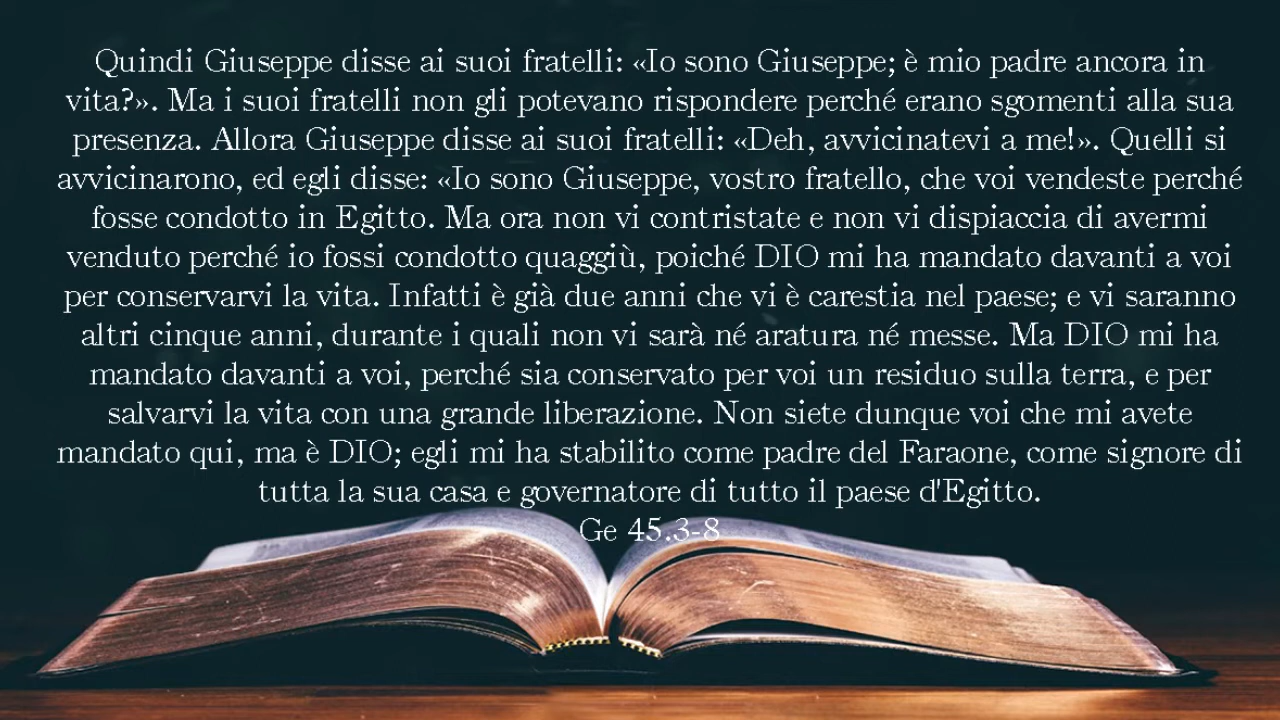 Quindi Giuseppe disse ai suoi fratelli: «Io sono Giuseppe; è mio padre ancora in
vita?». Ma i suoi fratelli non gli potevano rispondere perché erano sgomenti alla sua
presenza. Allora Giuseppe disse ai suoi fratelli: «Deh, avvicinatevi a me!». Quelli si
avvicinarono, ed egli disse: «Io sono Giuseppe, vostro fratello, che voi vendeste perché
fosse condotto in Egitto. Ma ora non vi contristate e non vi dispiaccia di avermi
venduto perché io fossi condotto quaggiù, poiché DIO mi ha mandato davanti a voi
per conservarvi la vita. Infatti è già due anni che vi è carestia nel paese; e vi saranno
altri cinque anni, durante i quali non vi sarà né aratura né messe. Ma DIO mi ha
mandato davanti a voi, perché sia conservato per voi un residuo sulla terra, e per
salvarvi la vita con una grande liberazione. Non siete dunque voi che mi avete
mandato qui, ma è DIO; egli mi ha stabilito come padre del Faraone, come signore di
tutta la sua casa e governatore di tutto il paese d'Egitto.
Ge 45.3-8